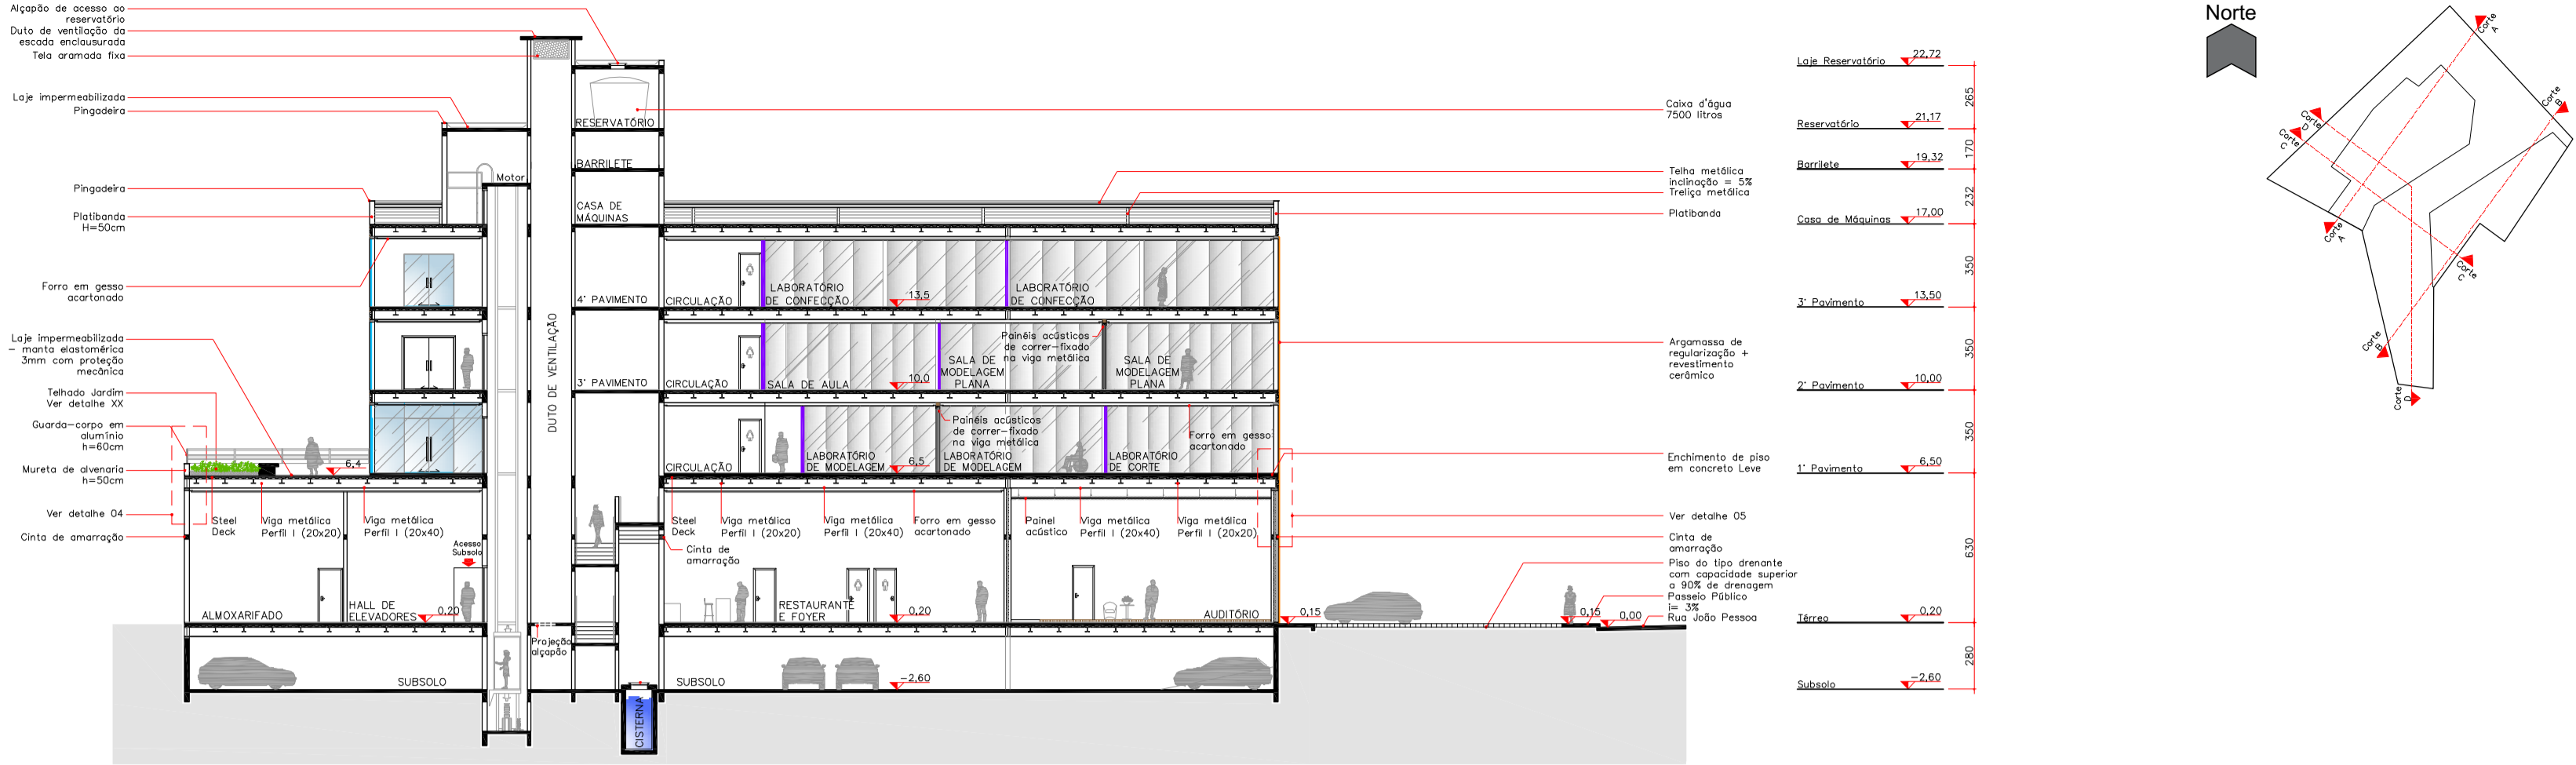 Alçapão de acesso ao
reservatório
Duto de ventilação da
escada enclausurada
Tela aramada fixa
Laje impermeabilizada
Pingadeira
Pingadeira
Platibanda
H=50cm
Forro em gesso
acartonado
Laje impermeabilizada
- manta elastomérica
3mm com proteção
mecânica
Telhado Jardim
Ver detalhe XX
Guarda-corpo em
alumínio
h=60cm
Mureta de alvenaria
h=50cm
Ver detalhe 04
Cinta de amarração
RESERVATÓRIO
BARRILETE
Motor
CASA DE
MÁQUINAS
DUTO DE VENTILAÇÃO
4° PAVIMENTO
CIRCULAÇÃO
LABORATÓRIO
DE CONFECÇÃO
13,5
LABORATÓRIO
DE CONFECÇÃO
3° PAVIMENTO
CIRCULAÇÃO
SALA DE AULA
10,0
SALA DE
MODELAGEM
PLANA
Painéis acústicos
de correr-fixado
na viga metálica
SALA DE
MODELAGEM
PLANA
CIRCULAÇÃO
LABORATÓRIO
DE MODELAGEM
6,5
Painéis acústicos
de correr-fixado
na viga metálica
LABORATÓRIO
DE MODELAGEM
LABORATÓRIO
DE CORTE
Forro em gesso
acartonado
6,4
Steel
Deck
Viga metálica
Perfil I (20x20)
Viga metálica
Perfil I (20x40)
Acesso
Subsolo
Steel
Deck
Viga metálica
Perfil I (20x20)
Viga metálica
Perfil I (20x40)
Forro em gesso
acartonado
Painel
acústico
Viga metálica
Perfil I (20x40)
Viga metálica
Perfil I (20x20)
Cinta de
amarração
ALMOXARIFADO
HALL DE
ELEVADORES
0,20
RESTAURANTE
E FOYER
0,20
AUDITÓRIO
0,15
0,15
0,00
Projeção
alçapão
SUBSOLO
SUBSOLO
-2,60
CISTERNA
Caixa d'água
7500 litros
Telha metálica
inclinação = 5%
Treliça metálica
Platibanda
Argamassa de
regularização +
revestimento
cerâmico
Enchimento de piso
em concreto Leve
Ver detalhe 05
Cinta de
amarração
Piso do tipo drenante
com capacidade superior
a 90% de drenagem
Passeio Público
i= 3%
Rua João Pessoa
Laje Reservatório 22,72
265
Reservatório 21,17
170
Barrilete 19,32
232
Casa de Máquinas 17,00
350
3° Pavimento 13,50
350
2° Pavimento 10,00
350
1° Pavimento 6,50
630
Térreo 0,20
280
Subsolo -2,60
Norte
Corte
A
Corte
B
Corte
D
Corte
C
Corte
A
Corte
C
Corte
B
Corte
D